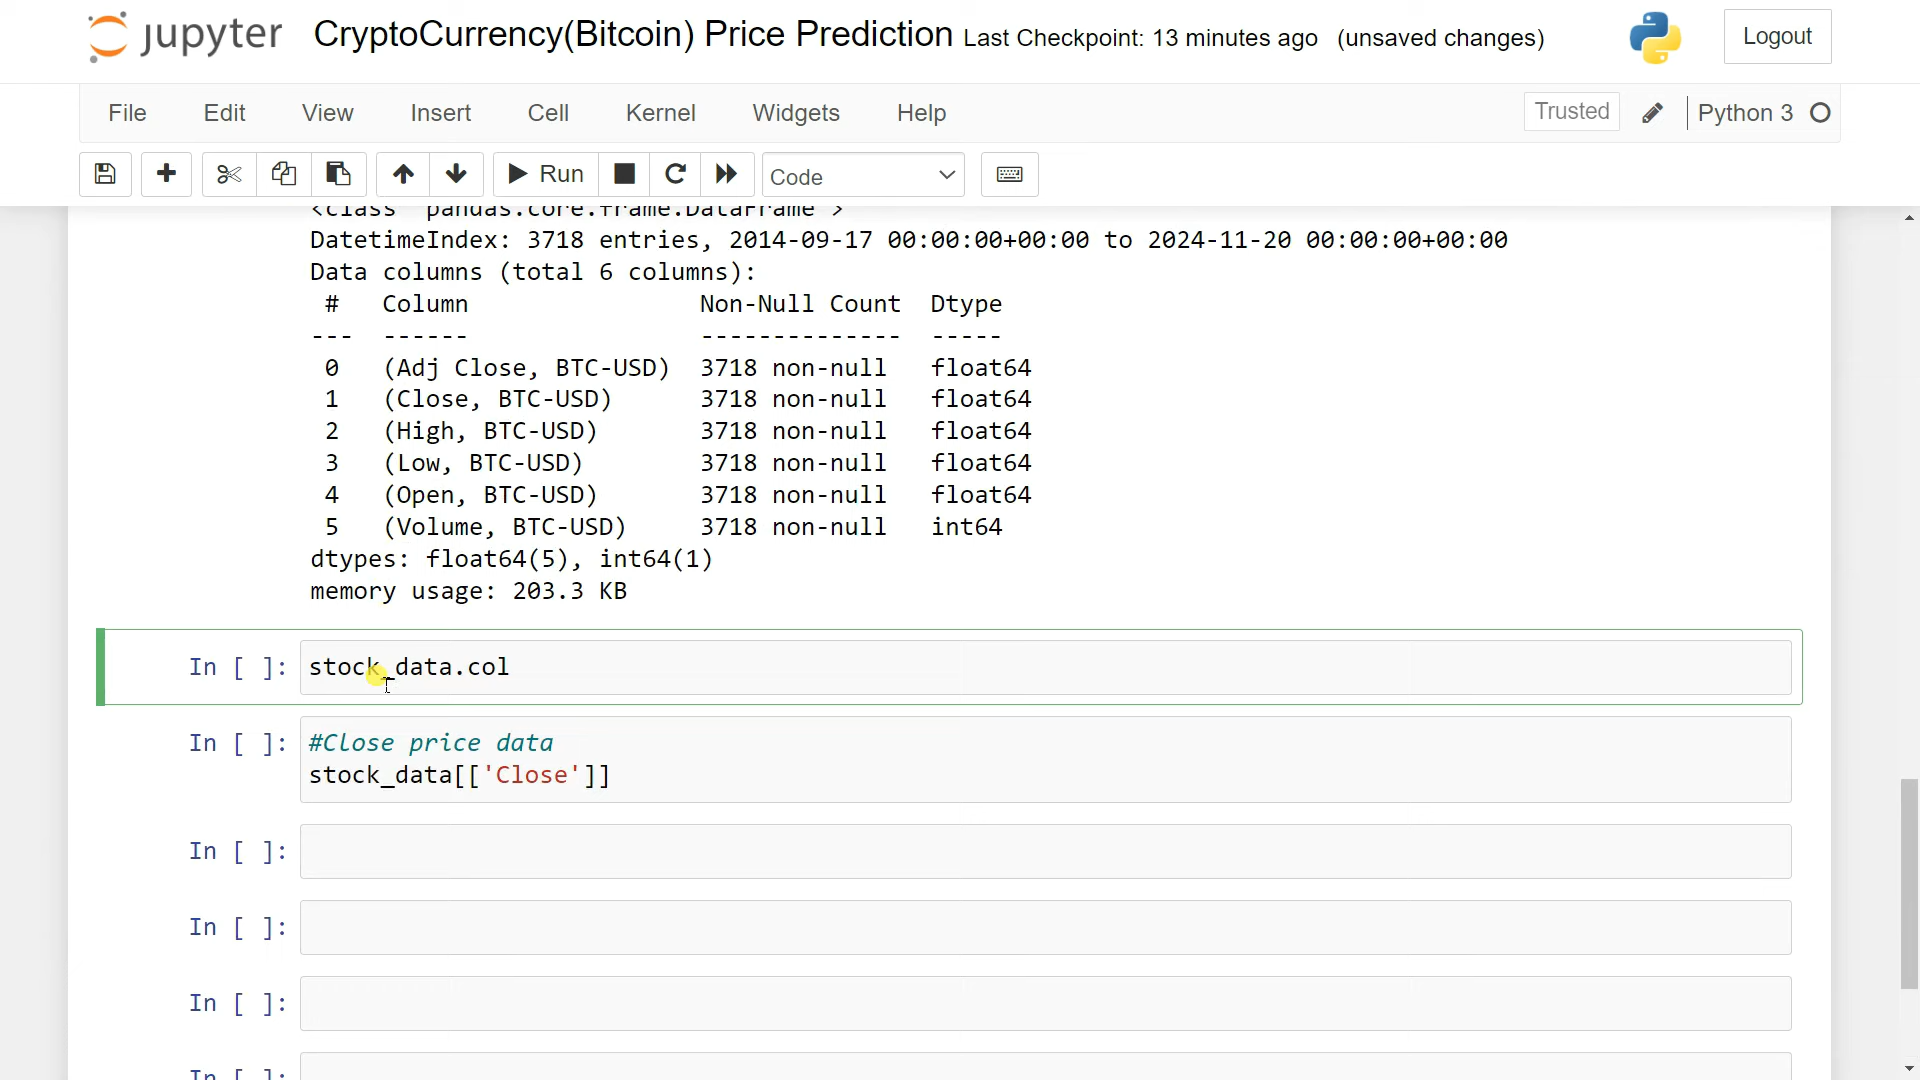 jupyter CryptoCurrency(Bitcoin) Price Prediction Last Checkpoint: 13 minutes ago (unsaved changes) Logout
File Edit View Insert Cell Kernel Widgets Help Trusted Python 3
Run Code
<class 'pandas.core.frame.DataFrame'>
DatetimeIndex: 3718 entries, 2014-09-17 00:00:00+00:00 to 2024-11-20 00:00:00+00:00
Data columns (total 6 columns):
# Column Non-Null Count Dtype
--- ------ -------------- -----
0 (Adj Close, BTC-USD) 3718 non-null float64
1 (Close, BTC-USD) 3718 non-null float64
2 (High, BTC-USD) 3718 non-null float64
3 (Low, BTC-USD) 3718 non-null float64
4 (Open, BTC-USD) 3718 non-null float64
5 (Volume, BTC-USD) 3718 non-null int64
dtypes: float64(5), int64(1)
memory usage: 203.3 KB
In [ ]: stock_data.col
In [ ]: #Close price data
stock_data[['Close']]
In [ ]:
In [ ]:
In [ ]:
In [ ]: